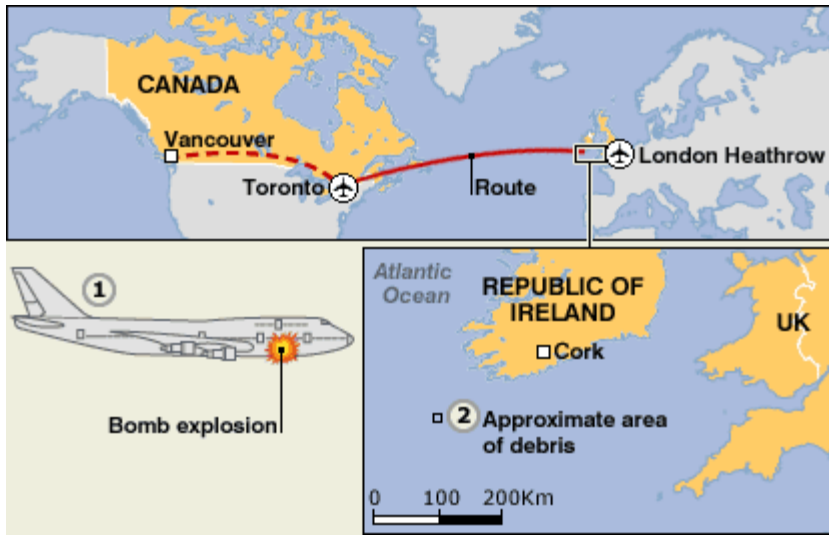 CANADA
Vancouver
Toronto
Route
London Heathrow
1
Bomb explosion
Atlantic
Ocean
REPUBLIC OF
IRELAND
UK
Cork
2 Approximate area
of debris
0 100 200Km